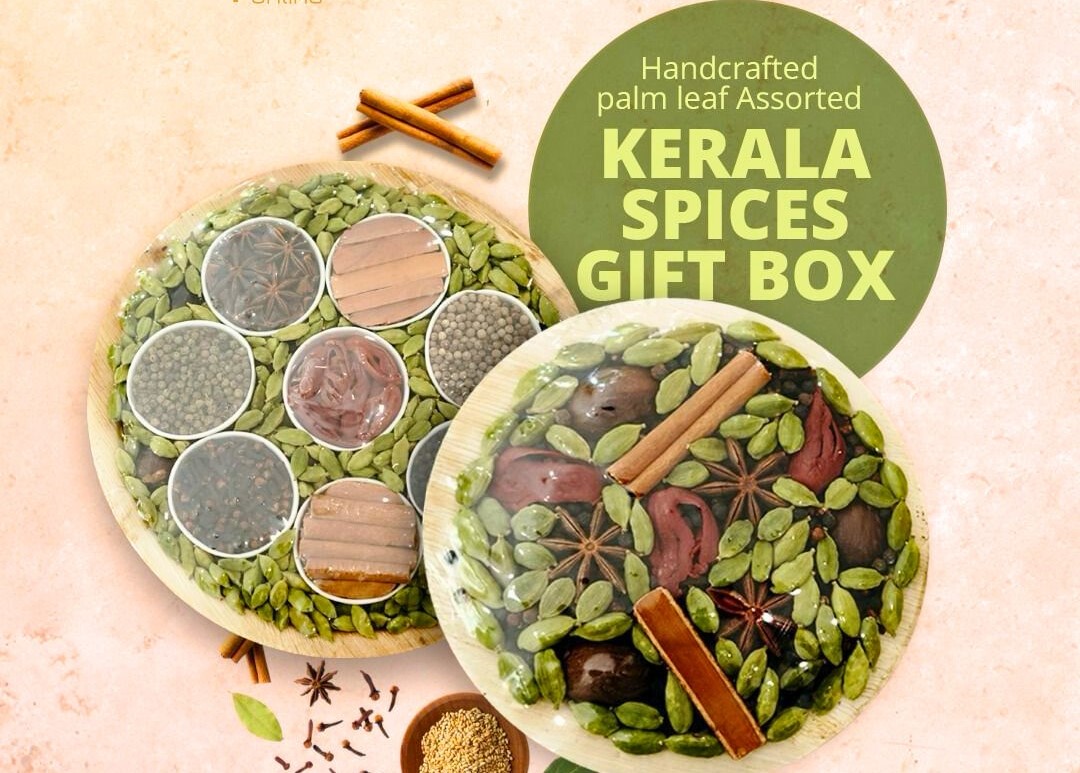 Handcrafted
palm leaf Assorted
KERALA
SPICES
GIFT BOX